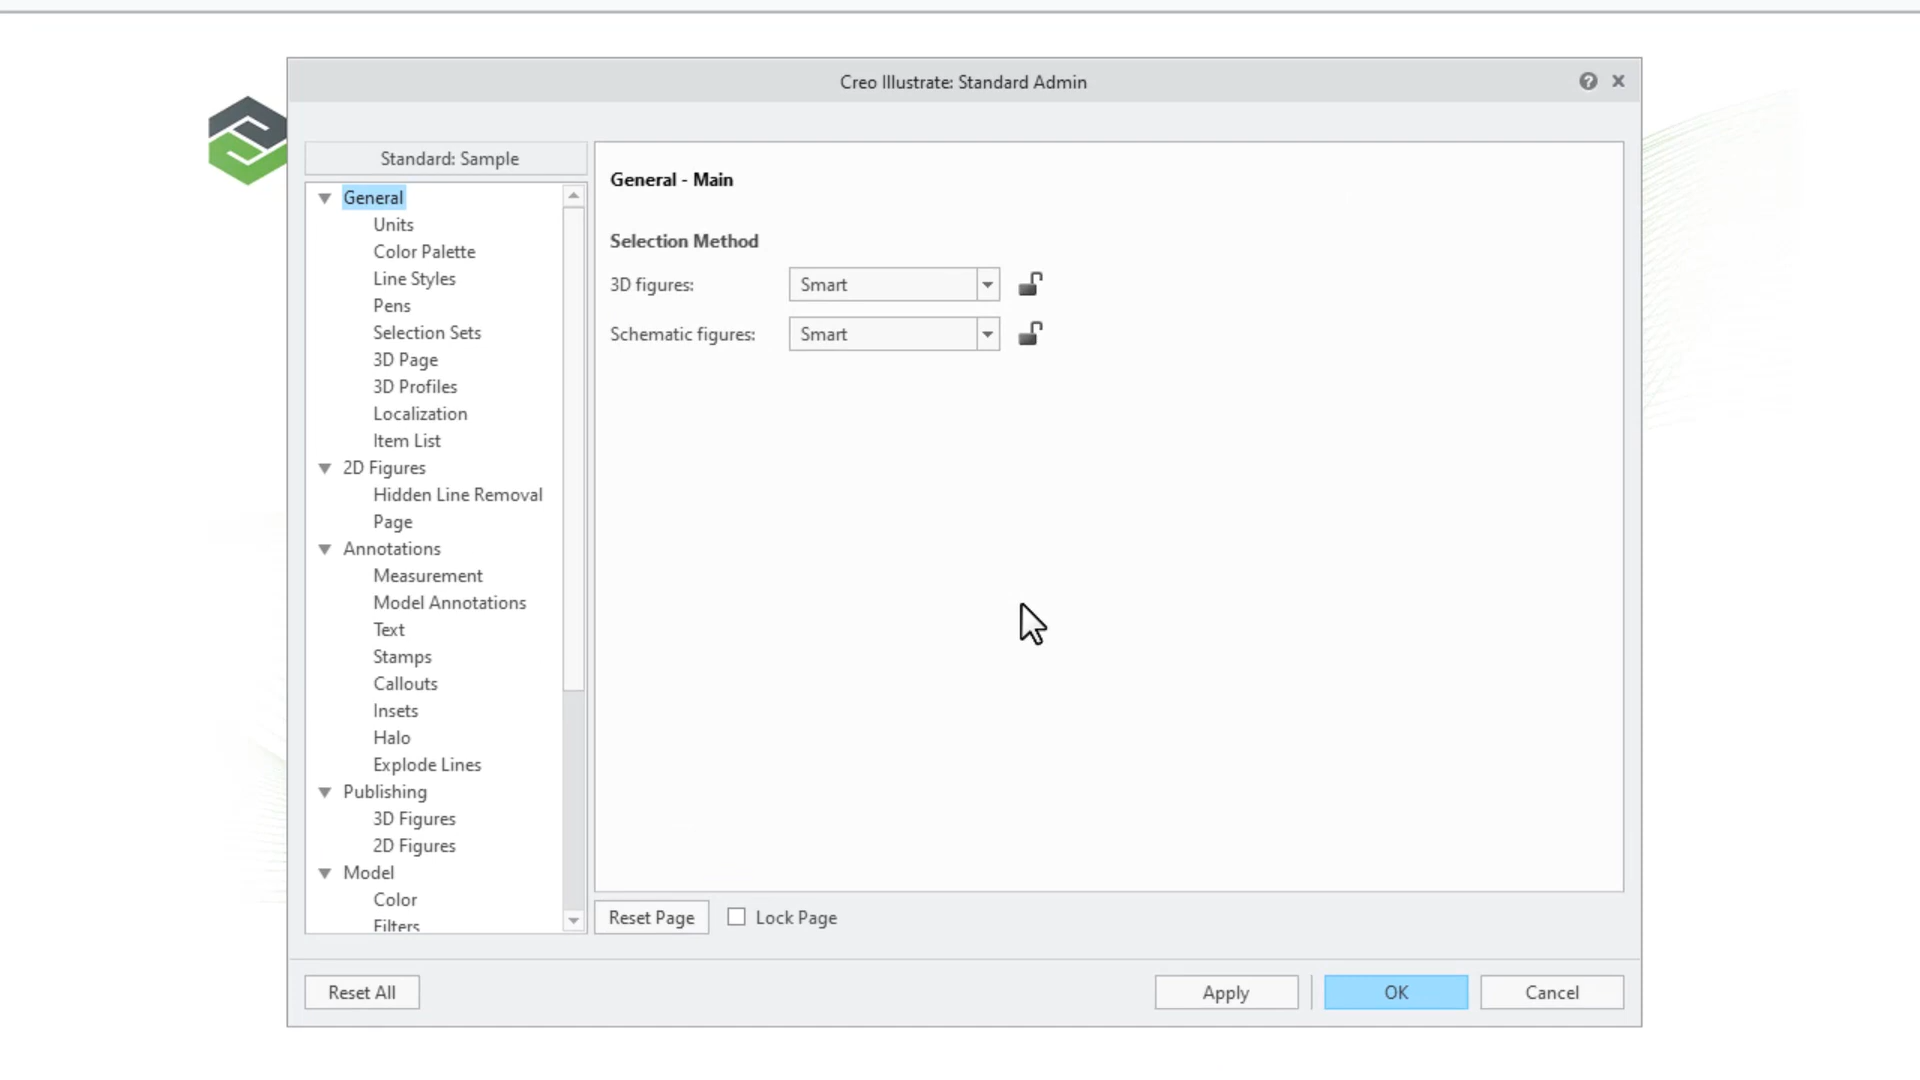 Creo Illustrate: Standard Admin
Standard: Sample
General
Units
Color Palette
Line Styles
Pens
Selection Sets
3D Page
3D Profiles
Localization
Item List
2D Figures
Hidden Line Removal
Page
Annotations
Measurement
Model Annotations
Text
Stamps
Callouts
Insets
Halo
Explode Lines
Publishing
3D Figures
2D Figures
Model
Color
Filters
General - Main
Selection Method
3D figures: Smart
Schematic figures: Smart
Reset Page Lock Page
Reset All Apply OK Cancel